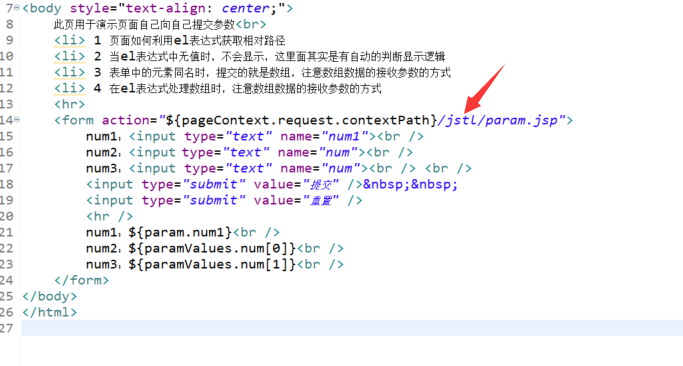 7 <body style="text-align: center;">
8 此页用于演示页面自己向自己提交参数<br>
9 <li> 1 页面如何利用el表达式获取相对路径
10 <li> 2 当el表达式中无值时，不会显示，这里面其实是有自动的判断显示逻辑
11 <li> 3 表单中的元素同名时，提交的就是数组，注意数组数据的接收参数的方式
12 <li> 4 在el表达式处理数组时，注意数组数据的接收参数的方式
13 <hr>
14 <form action="${pageContext.request.contextPath}/jstl/param.jsp">
15 num1：<input type="text" name="num1"><br />
16 num2：<input type="text" name="num"><br />
17 num3：<input type="text" name="num"><br /> <br />
18 <input type="submit" value="提交" />&nbsp;&nbsp;
19 <input type="submit" value="重置" />
20 <hr />
21 num1：${param.num1}<br />
22 num2：${paramValues.num[0]}<br />
23 num3：${paramValues.num[1]}<br />
24 </form>
25 </body>
26 </html>
27